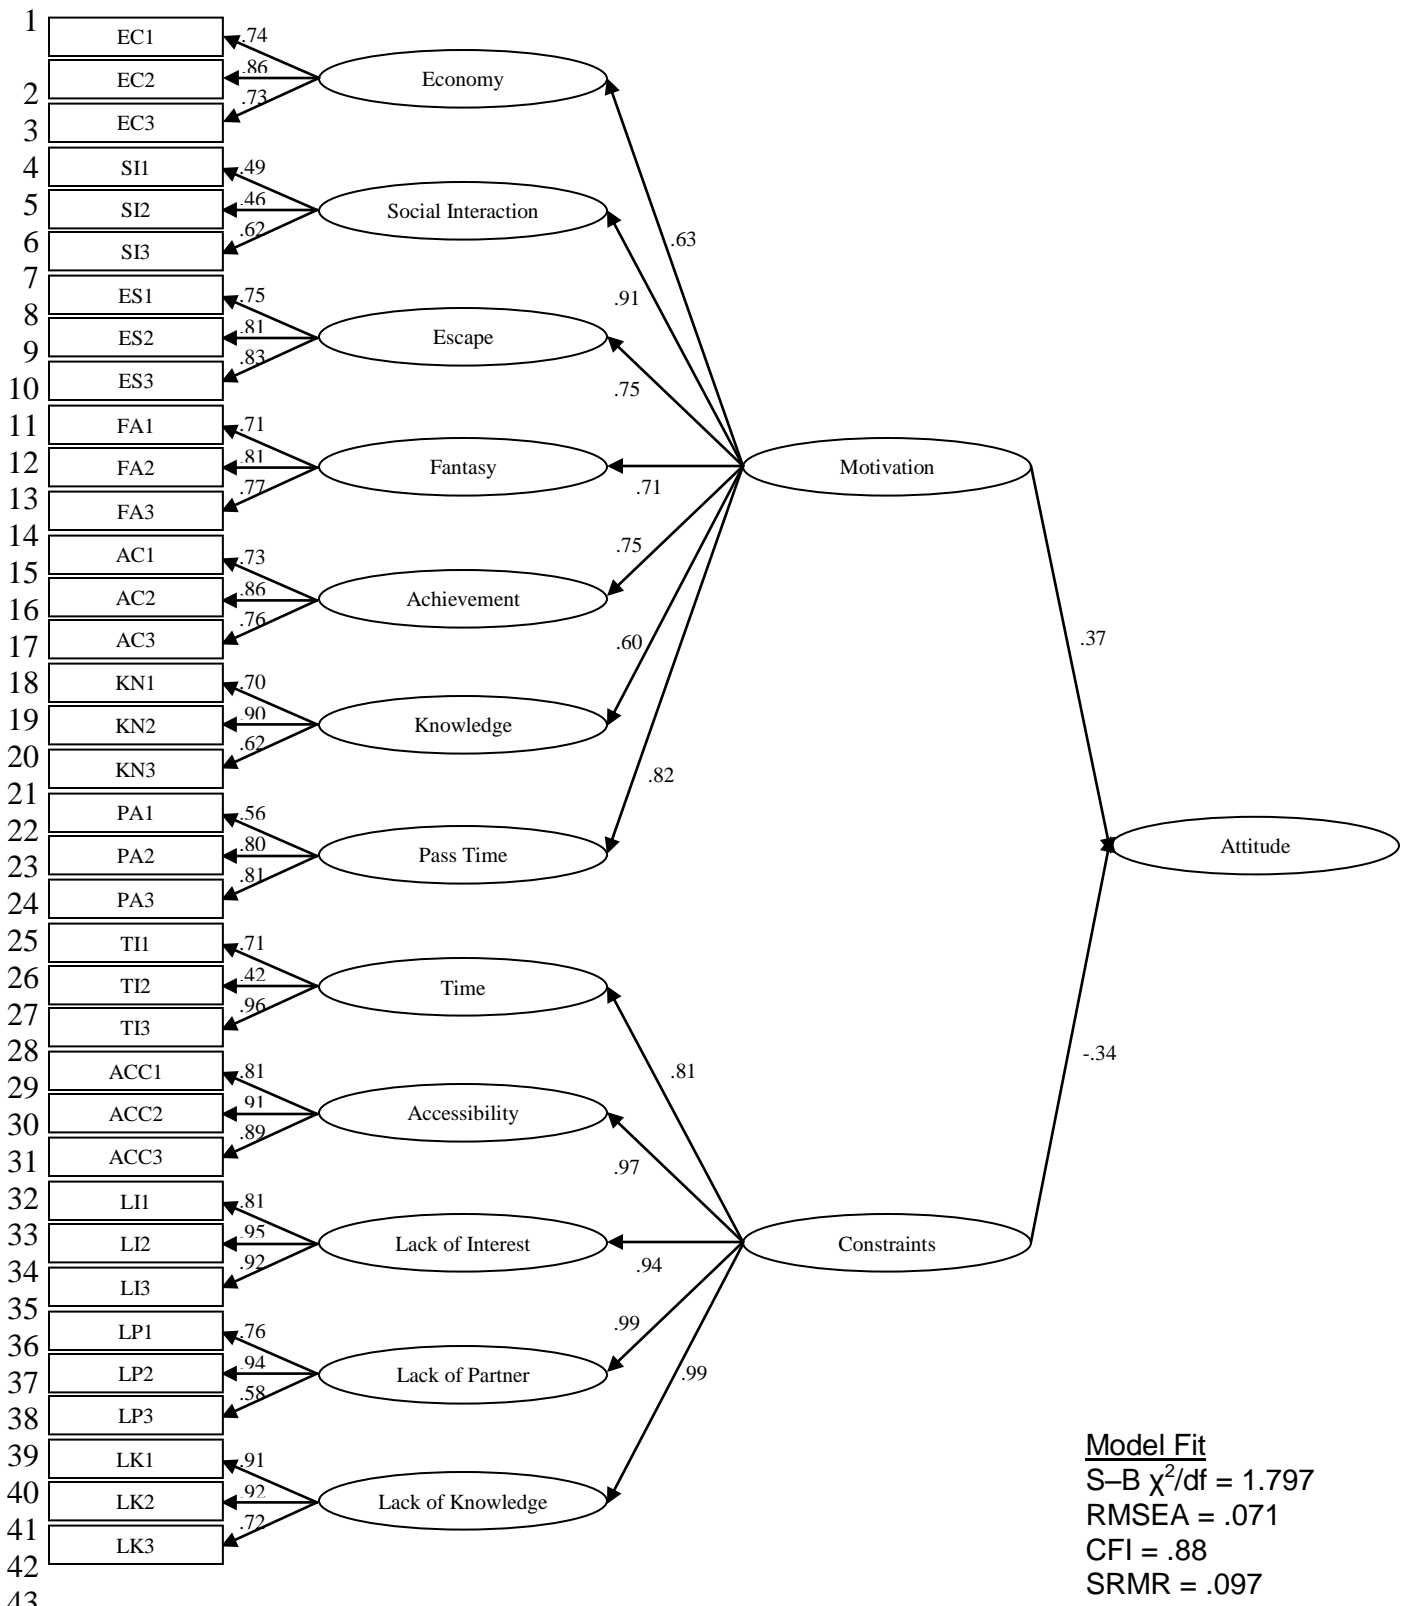 1
EC1
.74
Economy
EC2
.86
2
EC3
.73
3
4
SI1
.49
5
SI2
.46
Social Interaction
6
SI3
.62
.63
7
ES1
.75
.91
8
ES2
.81
Escape
9
ES3
.83
10
.75
11
FA1
.71
12
FA2
.81
Fantasy
Motivation
13
FA3
.77
.71
14
AC1
.73
.75
15
AC2
.86
Achievement
16
AC3
.76
17
.60
.37
18
KN1
.70
19
KN2
.90
Knowledge
20
KN3
.62
.82
21
PA1
.56
22
PA2
.80
Pass Time
Attitude
23
PA3
.81
24
25
TI1
.71
26
TI2
.42
Time
27
TI3
.96
28
-.34
ACC1
.81
.81
29
ACC2
.91
Accessibility
30
ACC3
.89
31
.97
32
LI1
.81
33
LI2
.95
Lack of Interest
Constraints
34
LI3
.92
.94
35
LP1
.76
.99
36
LP2
.94
Lack of Partner
.99
37
LP3
.58
38
39
LK1
.91
40
LK2
.92
Lack of Knowledge
41
LK3
.72
42
43
Model Fit
S–B χ²/df = 1.797
RMSEA = .071
CFI = .88
SRMR = .097